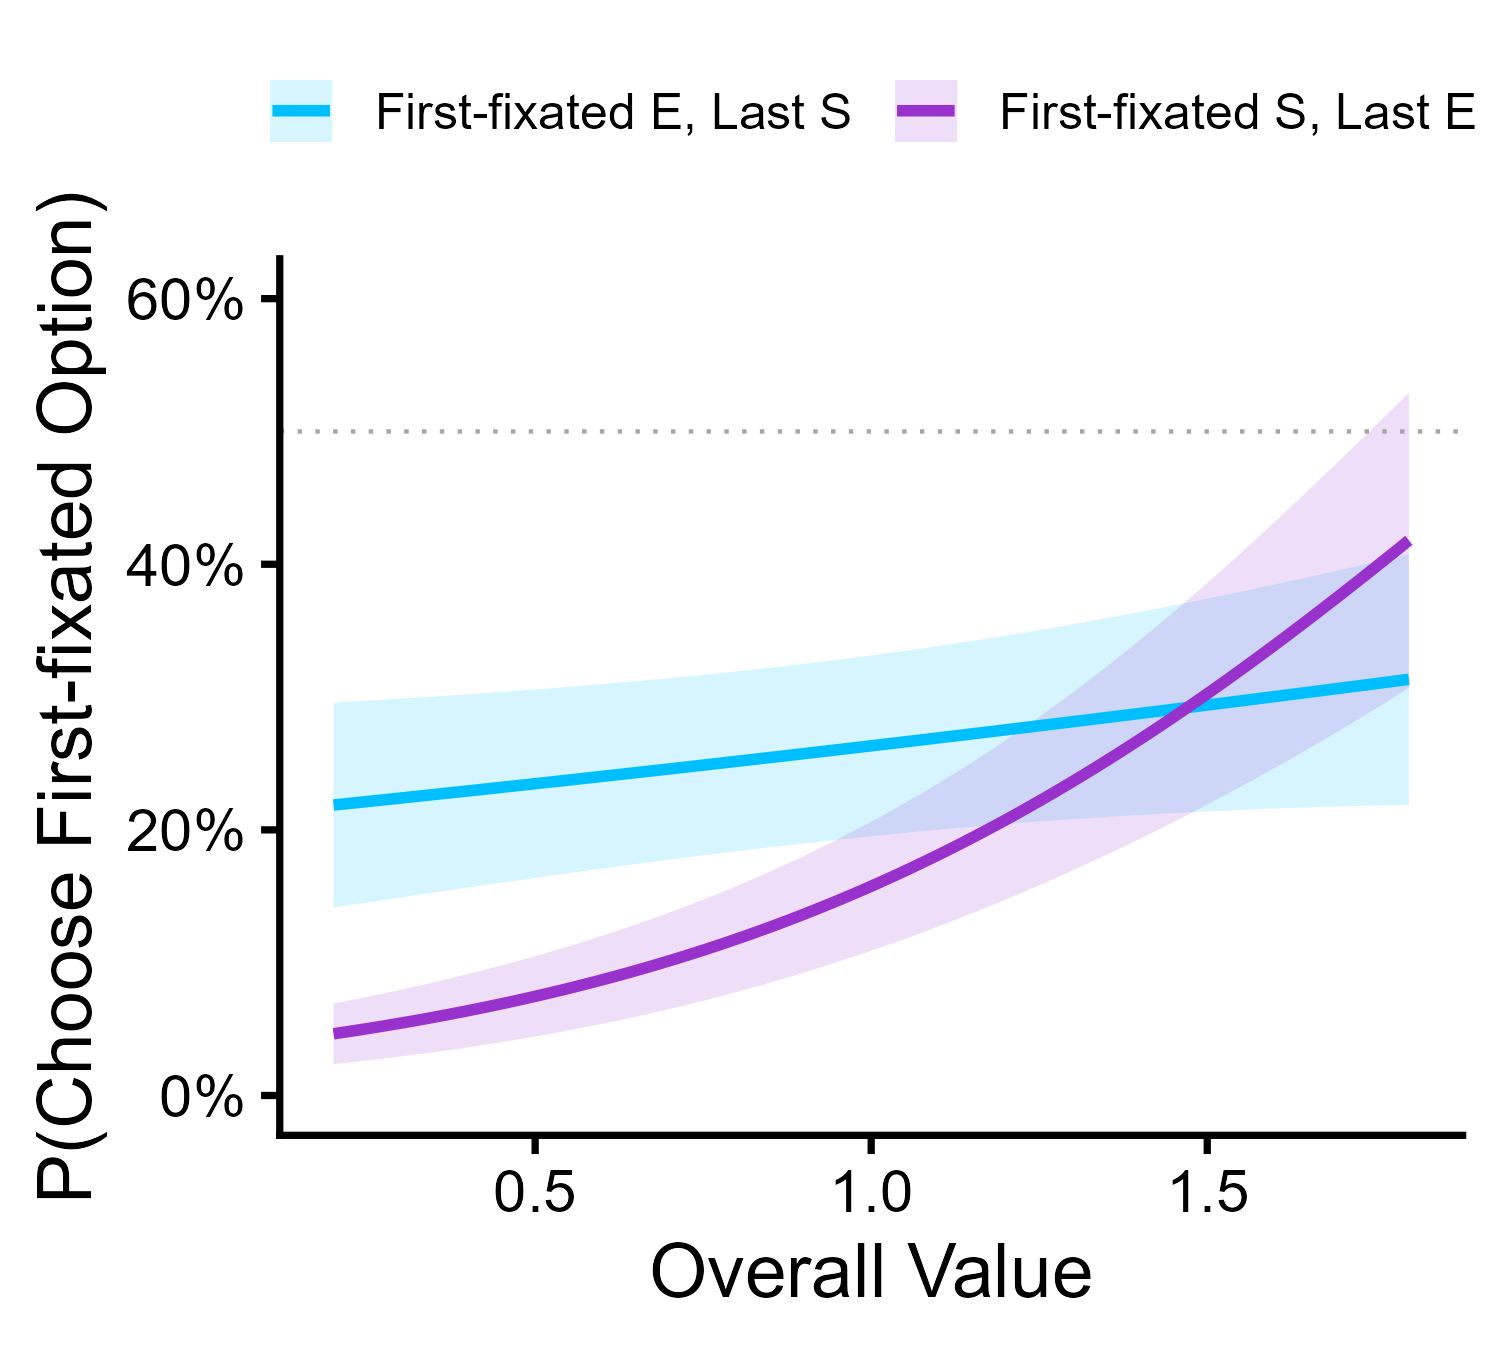 First-fixated E, Last S
First-fixated S, Last E
P(Choose First-fixated Option)
60%
40%
20%
0%
0.5
1.0
1.5
Overall Value